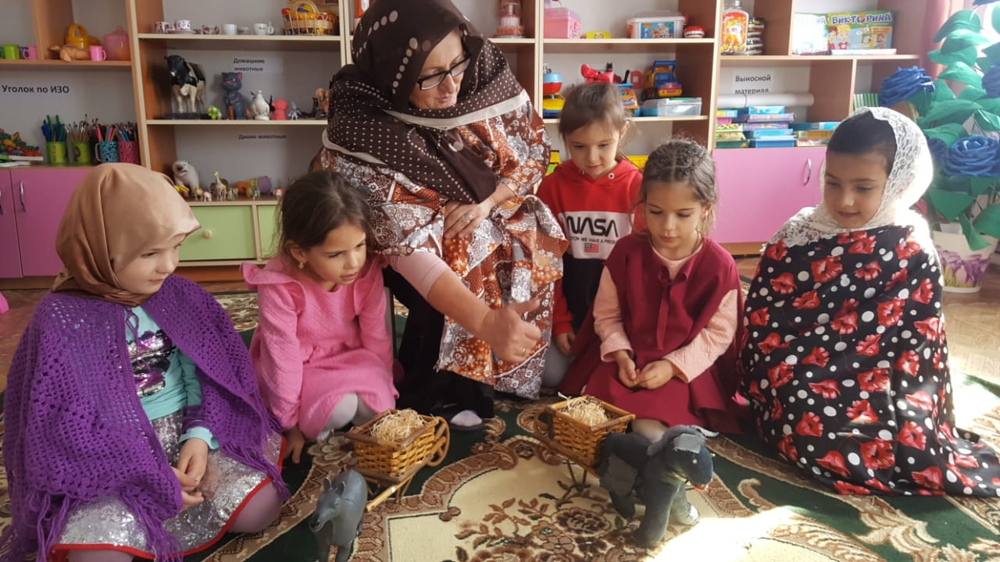 Уголок по ИЗО
Домашние
животные
Дикие животные
ВИКТОРИНА
Выносной
материал
NASA